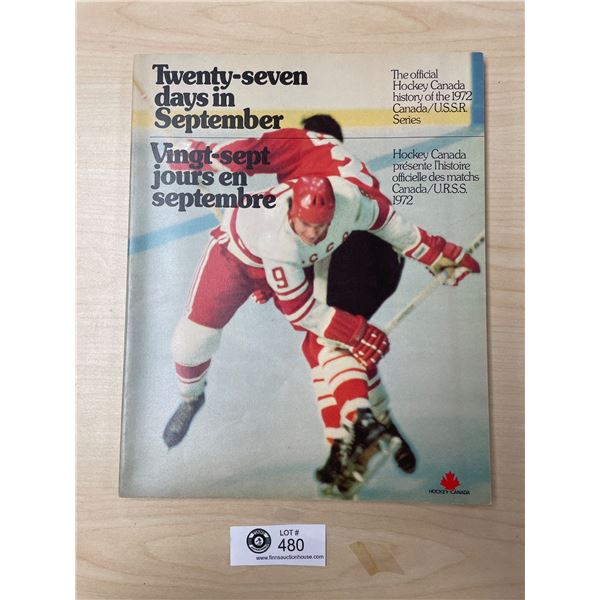 Twenty-seven
days in
September
The official
Hockey Canada
history of the 1972
Canada/U.S.S.R.
Series
Vingt-sept
jours en
septembre
Hockey Canada
présente l'histoire
officielle des matchs
Canada/U.R.S.S.
1972
CCCP
9
HOCKEY CANADA
LOT #
480
www.finnsauctionhouse.com